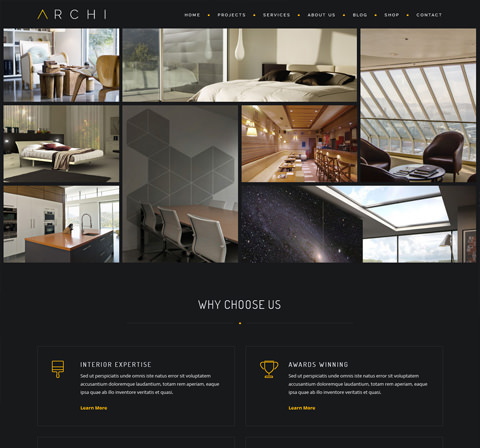 ARCHI
HOME PROJECTS SERVICES ABOUT US BLOG SHOP CONTACT
WHY CHOOSE US
INTERIOR EXPERTISE
Sed ut perspiciatis unde omnis iste natus error sit voluptatem
accusantium doloremque laudantium, totam rem aperiam, eaque
ipsa quae ab illo inventore veritatis et quasi.
Learn More
AWARDS WINNING
Sed ut perspiciatis unde omnis iste natus error sit voluptatem
accusantium doloremque laudantium, totam rem aperiam, eaque
ipsa quae ab illo inventore veritatis et quasi.
Learn More